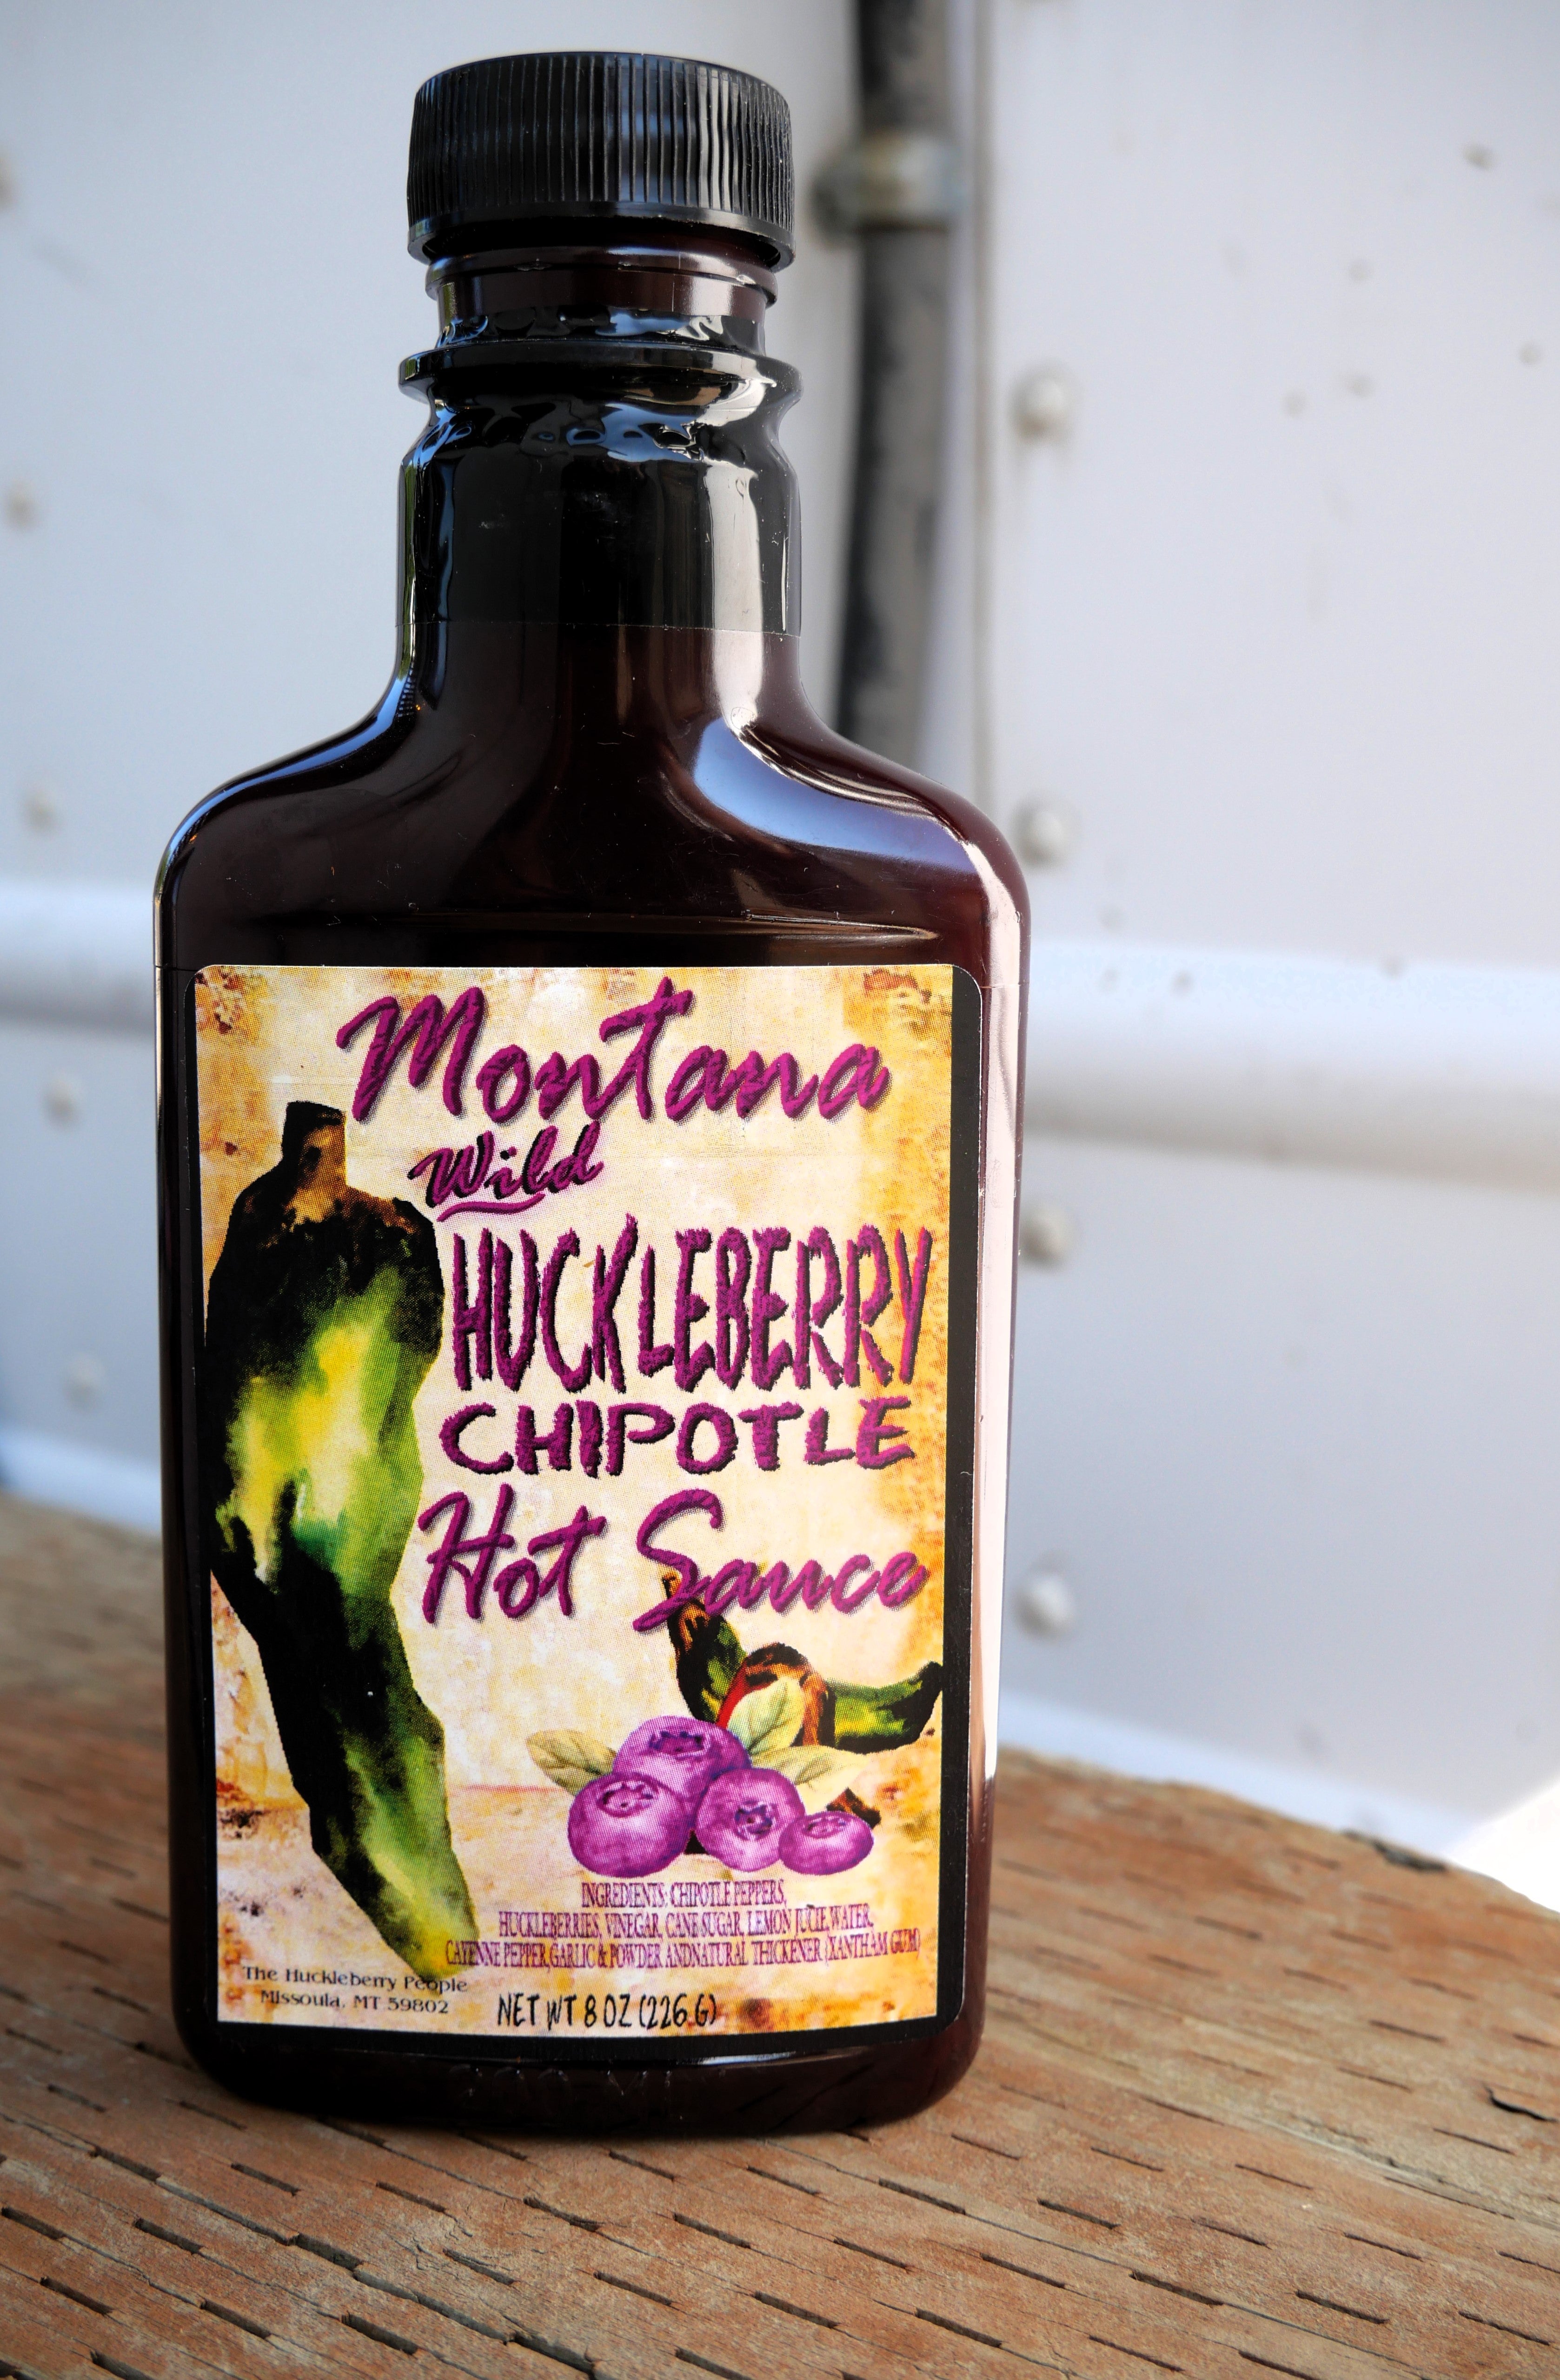 Montana
Wild
HUCKLEBERRY
CHIPOTLE
Hot Sauce
INGREDIENTS: CHIPOTLE PEPPERS,
HUCKLEBERRIES, VINEGAR, CANE SUGAR, LEMON JUCIE, WATER,
CAYENNE PEPPER, GARLIC & POWDER ANDNATURAL THICKENER (XANTHAM GUM)
The Huckleberry People
Missoula, MT 59802
NET WT 8 OZ (226 G)